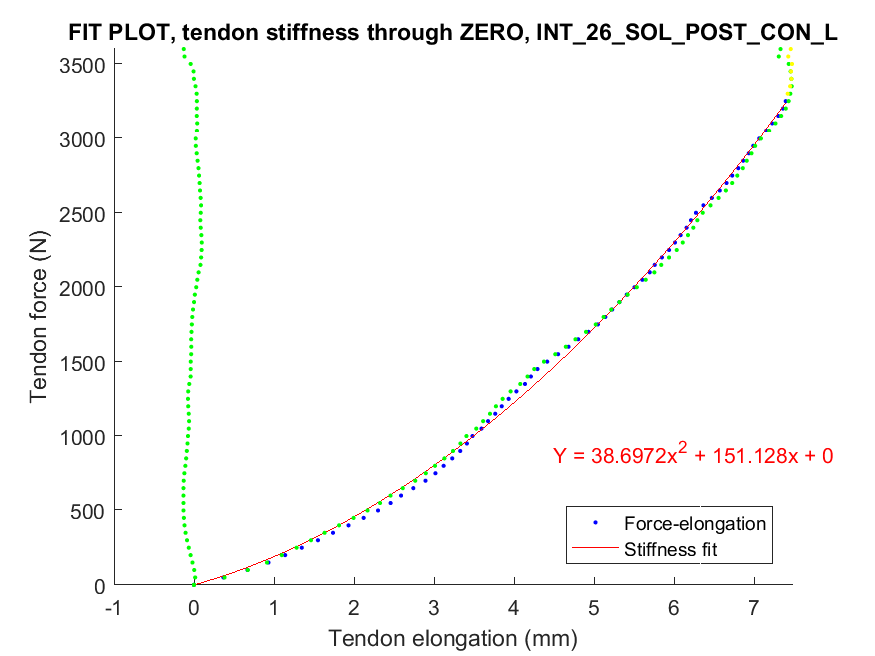 FIT PLOT, tendon stiffness through ZERO, INT_26_SOL_POST_CON_L
3500
3000
2500
2000
1500
1000
500
0
Tendon force (N)
Y = 38.6972x² + 151.128x + 0
Force-elongation
Stiffness fit
-1 0 1 2 3 4 5 6 7
Tendon elongation (mm)